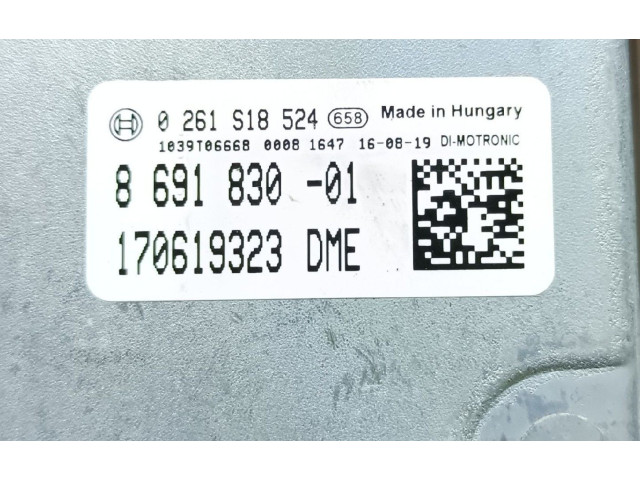 0 261 S18 524 658 Made in Hungary
1039T06668 0008 1647 16-08-19 DI-MOTRONIC
8 691 830 -01
170619323 DME